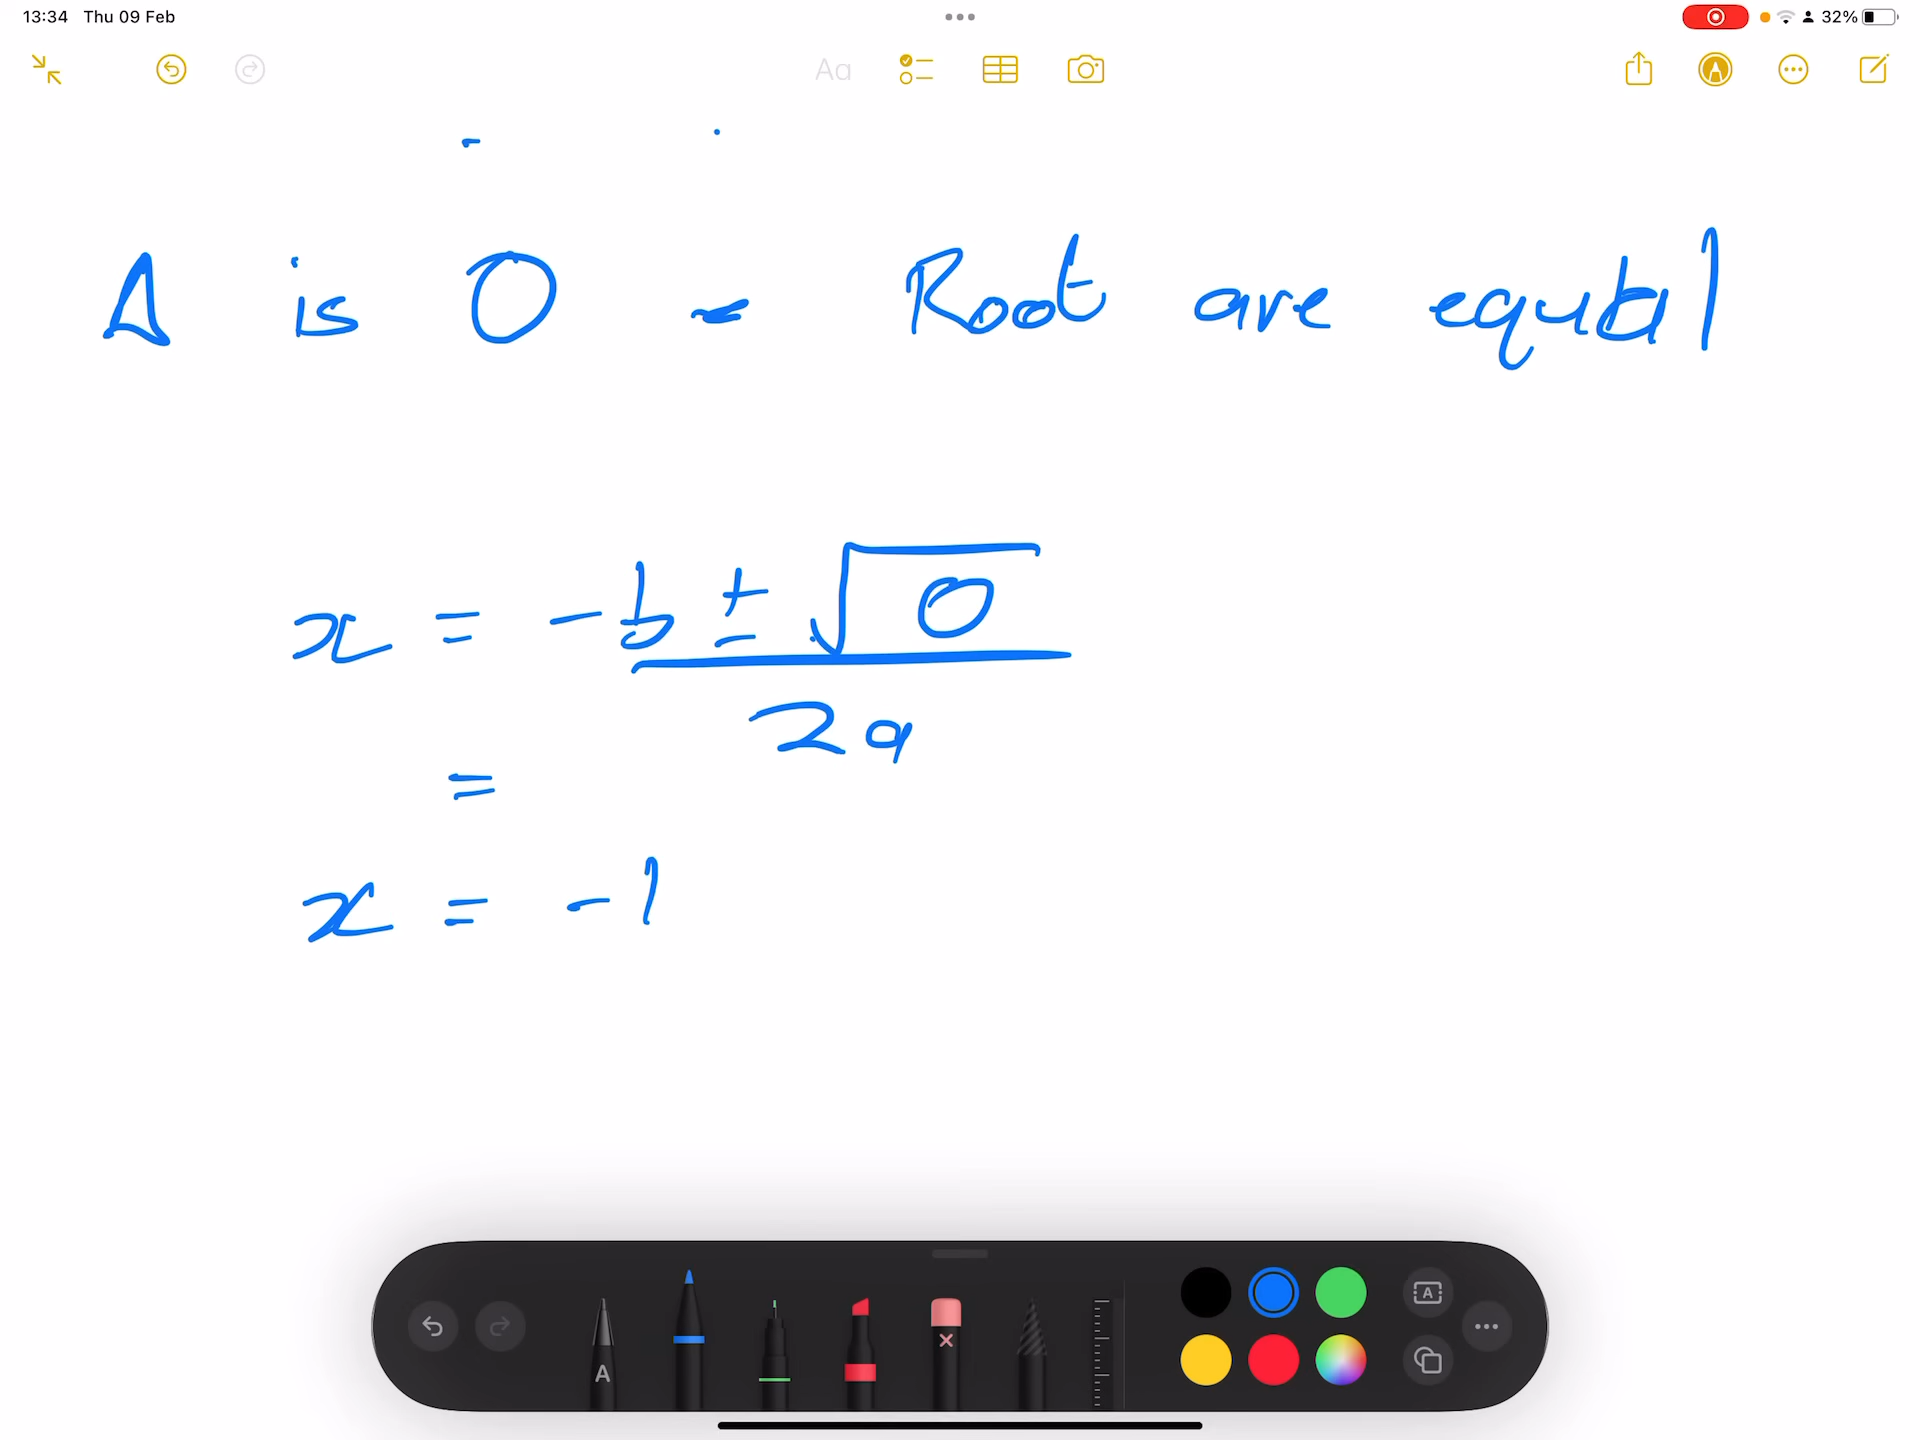 13:34 Thu 09 Feb 32%
Aa
Δ is 0 - Root are equal
x = -b ± √0
2a
=
x = -1
A
A